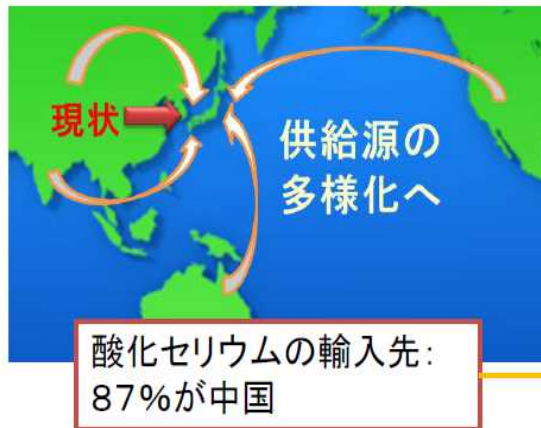 現状
供給源の
多様化へ
酸化セリウムの輸入先:
87%が中国